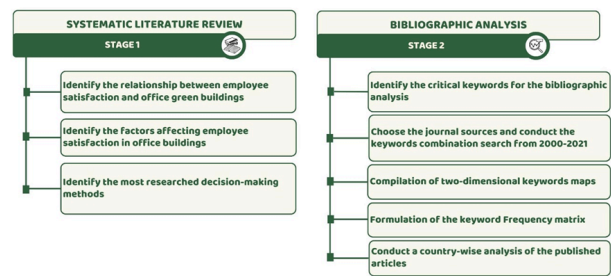 SYSTEMATIC LITERATURE REVIEW
STAGE 1
Identify the relationship between employee
satisfaction and office green buildings
Identify the factors affecting employee
satisfaction in office buildings
Identify the most researched decision-making
methods
BIBLIOGRAPHIC ANALYSIS
STAGE 2
Identify the critical keywords for the bibliographic
analysis
Choose the journal sources and conduct the
keywords combination search from 2000-2021
Compilation of two-dimensional keywords maps
Formulation of the keyword Frequency matrix
Conduct a country-wise analysis of the published
articles